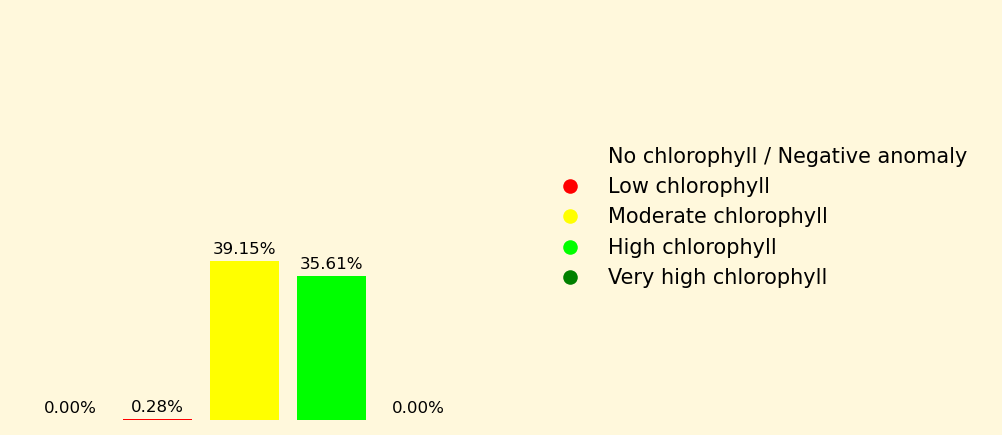 No chlorophyll / Negative anomaly
Low chlorophyll
Moderate chlorophyll
High chlorophyll
Very high chlorophyll
39.15%
35.61%
0.00%
0.28%
0.00%